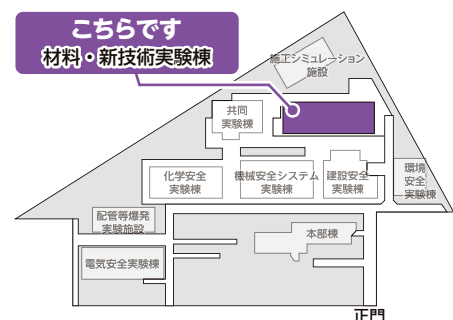 こちらです
材料・新技術実験棟
施工シミュレーション
施設
共同
実験棟
化学安全
実験棟
機械安全システム
実験棟
建設安全
実験棟
環境
安全
実験棟
配管等爆発
実験施設
本部棟
電気安全実験棟
正門